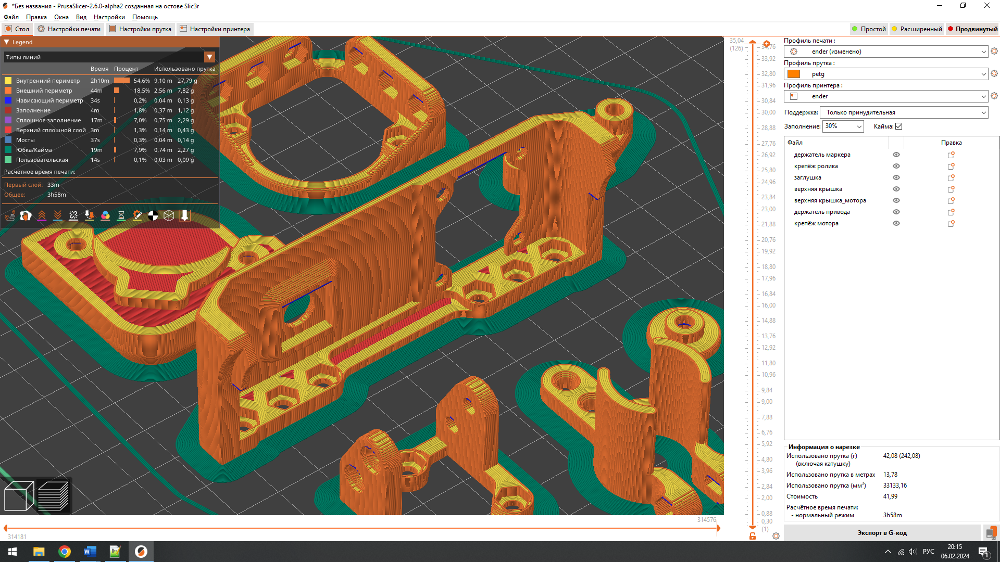 *Без названия - PrusaSlicer-2.6.0-alpha2 созданная на остове Slic3r
Файл Правка Окна Вид Настройки Помощь
Стол Настройки печати Настройки прутка Настройки принтера Простой Расширенный Продвинутый
Legend
Типы линий
Время Процент Использовано прутка
Внутренний периметр 2h10m 54,6% 9,10 m 27,79 g
Внешний периметр 44m 18,5% 2,56 m 7,82 g
Нависающий периметр 34s 0,2% 0,04 m 0,13 g
Заполнение 4m 1,8% 0,37 m 1,12 g
Сплошное заполнение 17m 7,0% 0,75 m 2,29 g
Верхний сплошной слой 3m 1,3% 0,14 m 0,43 g
Мосты 37s 0,3% 0,04 m 0,14 g
Юбка/Кайма 19m 7,9% 0,74 m 2,27 g
Пользовательская 14s 0,1% 0,03 m 0,09 g
Расчётное время печати:
Первый слой: 33m
Общее: 3h58m
35,04
(126)
34,76
33,92
32,80
31,96
30,84
30,00
28,88
27,76
26,92
25,80
24,96
23,84
23,00
21,88
20,76
19,92
18,80
17,96
16,84
16,00
14,88
13,76
12,92
11,80
10,96
9,84
9,00
7,88
6,76
5,92
4,80
3,96
2,84
2,00
0,88
0,30
(1)
314576
314181
Профиль печати :
ender (изменено)
Профиль прутка :
petg
Профиль принтера :
ender
Поддержка: Только принудительная
Заполнение: 30% Кайма:
Файл Правка
держатель маркера
крепёж ролика
заглушка
верхняя крышка
верхняя крышка_мотора
держатель привода
крепёж мотора
Информация о нарезке
Использовано прутка (г) 42,08 (242,08)
(включая катушку)
Использовано прутка в метрах 13,78
Использовано прутка (мм³) 33133,16
Стоимость 41,99
Расчётное время печати:
- нормальный режим 3h58m
Экспорт в G-код
РУС
20:15
06.02.2024
1